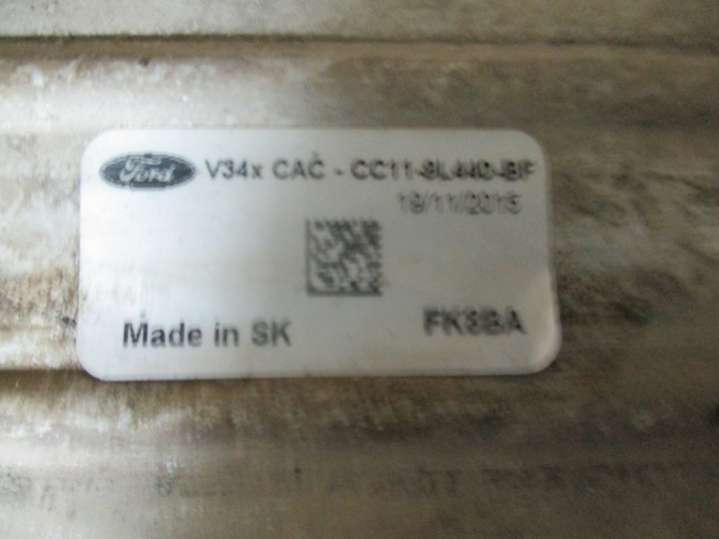 Ford V34x CAC - CC11-9L440-BF
19/11/2015
Made in SK
FK8BA